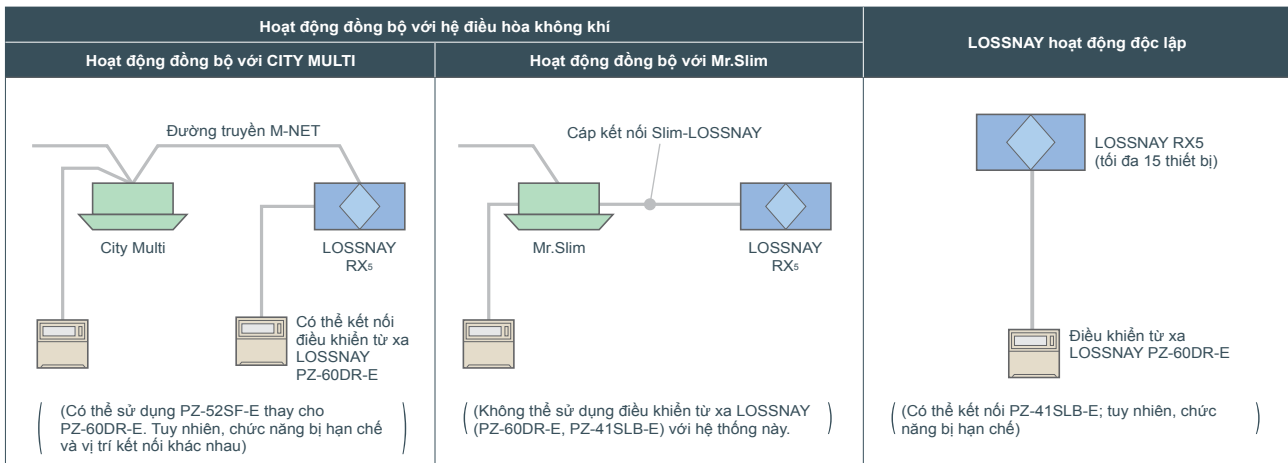 Hoạt động đồng bộ với hệ điều hòa không khí
LOSSNAY hoạt động độc lập
Hoạt động đồng bộ với CITY MULTI
Hoạt động đồng bộ với Mr.Slim
Đường truyền M-NET
City Multi
LOSSNAY
RX5
Có thể kết nối
điều khiển từ xa
LOSSNAY
PZ-60DR-E
(Có thể sử dụng PZ-52SF-E thay cho
PZ-60DR-E. Tuy nhiên, chức năng bị hạn chế
và vị trí kết nối khác nhau)
Cáp kết nối Slim-LOSSNAY
Mr.Slim
LOSSNAY
RX5
(Không thể sử dụng điều khiển từ xa LOSSNAY
(PZ-60DR-E, PZ-41SLB-E) với hệ thống này.
LOSSNAY RX5
(tối đa 15 thiết bị)
Điều khiển từ xa
LOSSNAY PZ-60DR-E
(Có thể kết nối PZ-41SLB-E; tuy nhiên, chức
năng bị hạn chế)